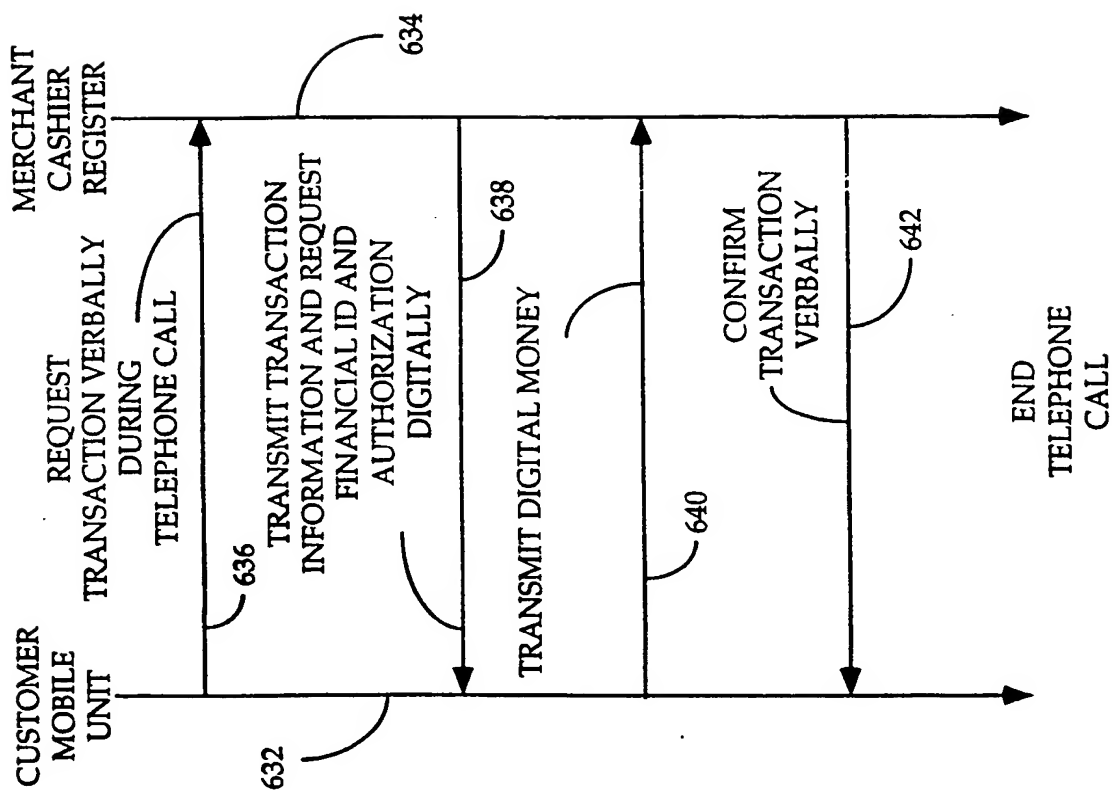 CUSTOMER
MOBILE
UNIT
MERCHANT
CASHIER
REGISTER
REQUEST
TRANSACTION VERBALLY
DURING
TELEPHONE CALL
636
634
TRANSMIT TRANSACTION
INFORMATION AND REQUEST
FINANCIAL ID AND
AUTHORIZATION
DIGITALLY
632
638
TRANSMIT DIGITAL MONEY
640
CONFIRM
TRANSACTION
VERBALLY
642
END
TELEPHONE
CALL